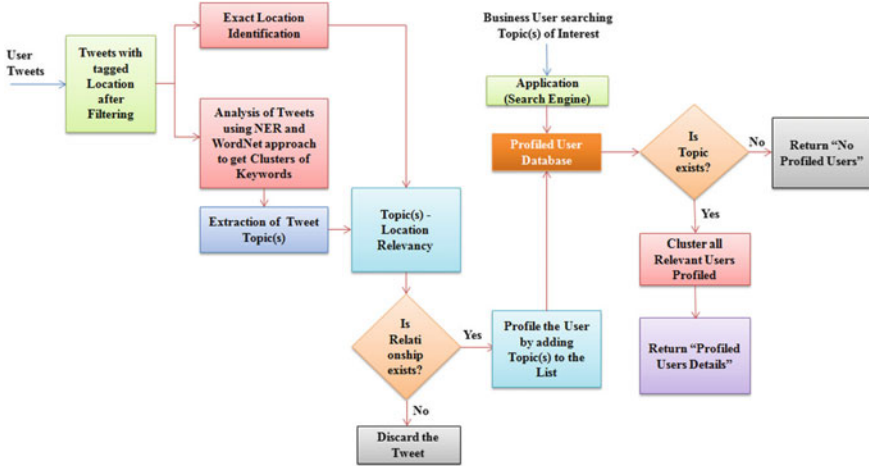 User
Tweets
Tweets with
tagged
Location
after
Filtering
Exact Location
Identification
Analysis of Tweets
using NER and
WordNet approach
to get Clusters of
Keywords
Extraction of Tweet
Topic(s)
Topic(s) -
Location
Relevancy
Is
Relati
onship
exists?
No
Discard the
Tweet
Yes
Profile the User
by adding
Topic(s) to the
List
Business User searching
Topic(s) of Interest
Application
(Search Engine)
Profiled User
Database
Is
Topic
exists?
No
Return “No
Profiled Users”
Yes
Cluster all
Relevant Users
Profiled
Return “Profiled
Users Details”